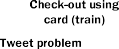 Check-out using
card (train)
Tweet problem